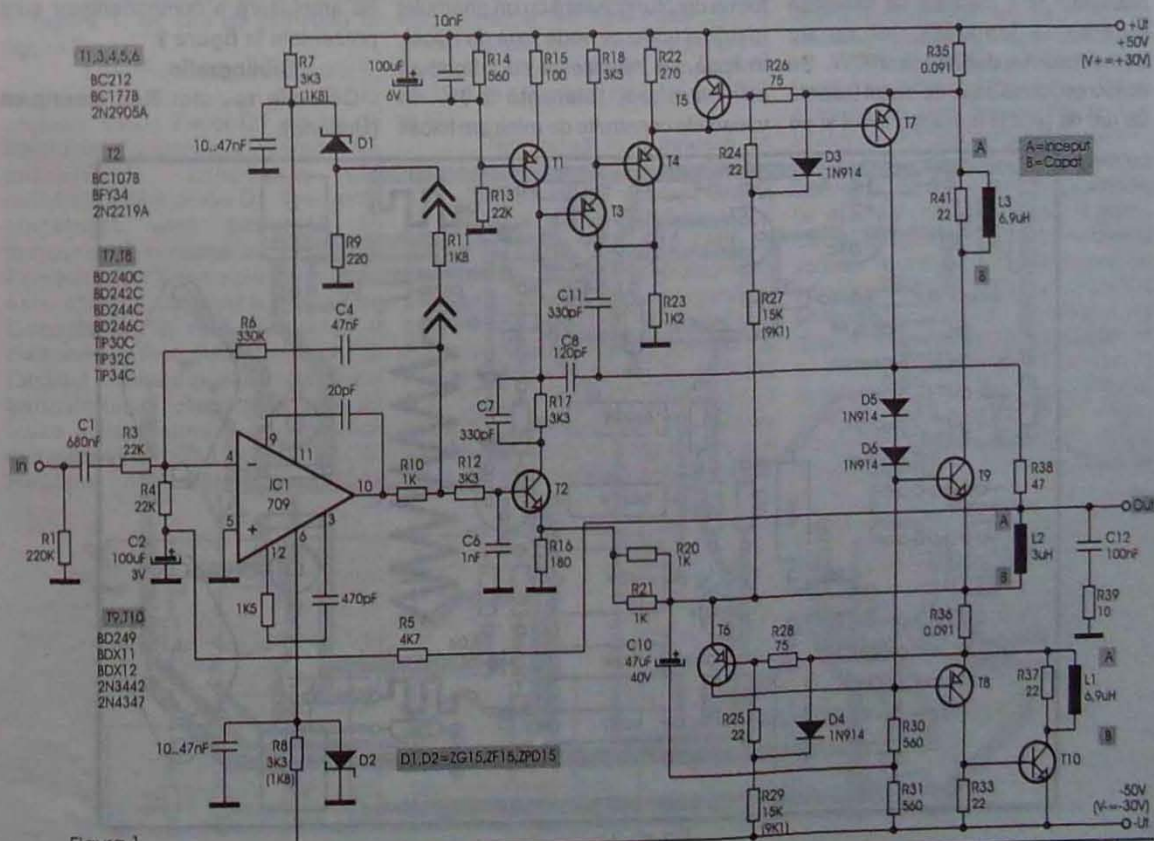 +Ut
+50V
(V+=+30V)
10nF
100uF
6V
R14
560
R15
100
R18
3K3
R22
270
T5
R26
75
R35
0.091
T1,3,4,5,6
BC212
BC177B
2N2905A
R7
3K3
(1K8)
10...47nF
D1
T1
T4
T3
R24
22
D3
1N914
T7
A
A=Inceput
B=Capat
R41
22
L3
6,9uH
B
T2
BC107B
BFY34
2N2219A
R13
22K
R9
220
R11
1K8
C11
330pF
R23
1K2
R27
15K
(9K1)
T7,T8
BD240C
BD242C
BD244C
BD246C
TIP30C
TIP32C
TIP34C
R6
330K
C4
47nF
20pF
C8
120pF
C7
330pF
R17
3K3
D5
1N914
D6
1N914
T9
R38
47
In
C1
680nF
R3
22K
R4
22K
R1
220K
C2
100uF
3V
4
-
5
+
9
11
IC1
709
10
3
12
6
R10
1K
R12
3K3
T2
C6
1nF
R16
180
R20
1K
R21
1K
A
Out
L2
3uH
B
C12
100nF
R39
10
1K5
470pF
R5
4K7
C10
47uF
40V
T6
R28
75
R36
0.091
T9,T10
BD249
BDX11
BDX12
2N3442
2N4347
R25
22
D4
1N914
T8
R37
22
A
L1
6,9uH
B
R30
560
T10
10...47nF
R8
3K3
(1K8)
D2
D1,D2=ZG15,ZF15,ZPD15
R29
15K
(9K1)
R31
560
R33
22
-50V
(V-=-30V)
-Ut